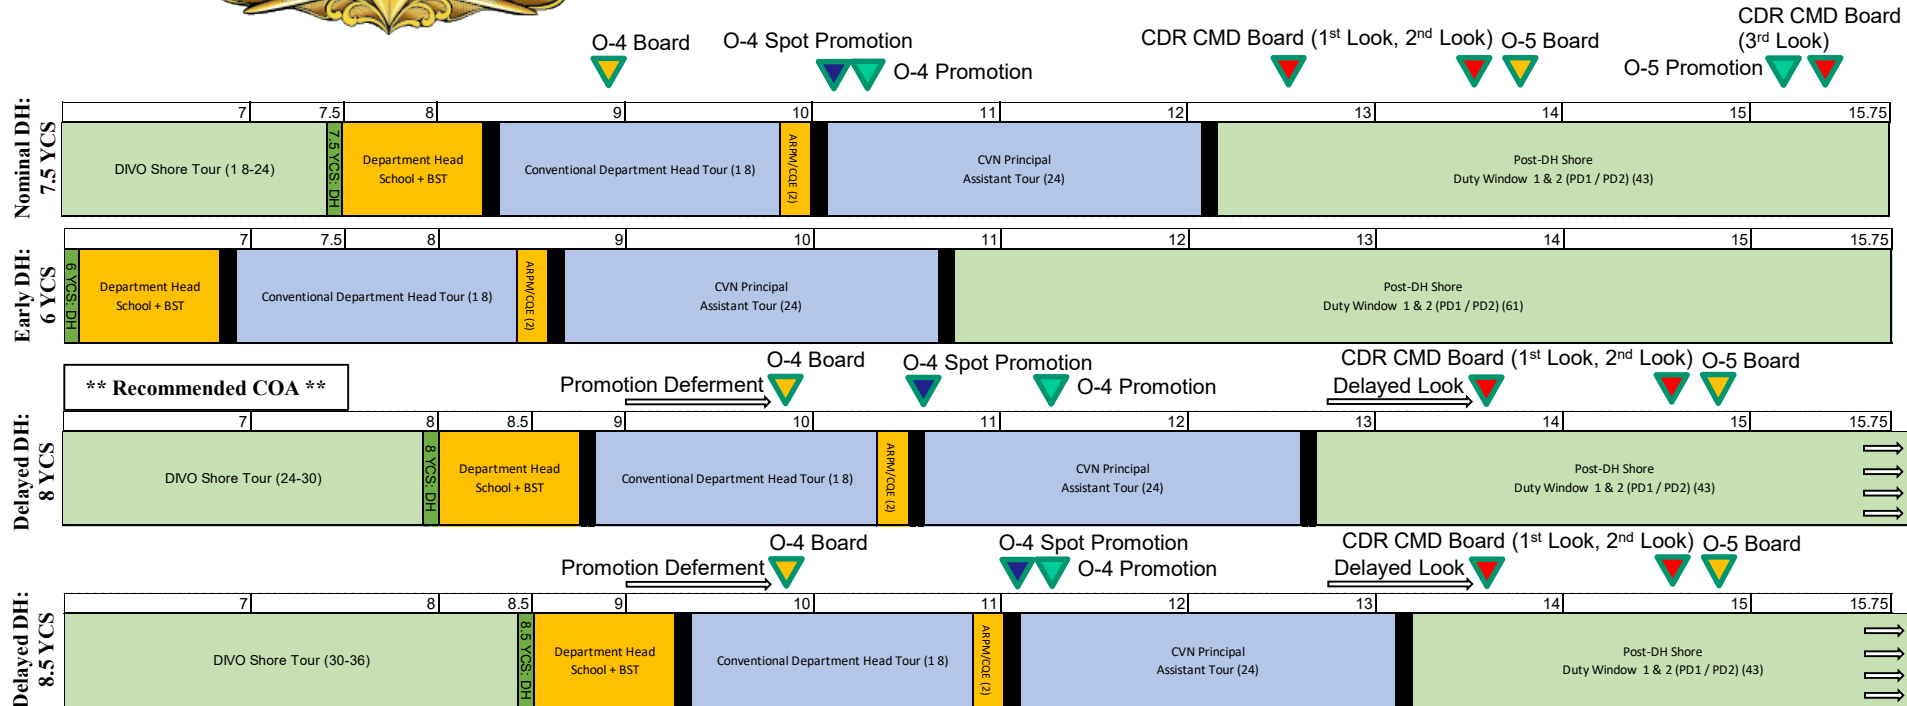 CDR CMD Board
(3rd Look)
O-4 Board
O-4 Spot Promotion
O-4 Promotion
CDR CMD Board (1st Look, 2nd Look)
O-5 Board
O-5 Promotion
Nominal DH:
7.5 YCS
7 7.5 8 9 10 11 12 13 14 15 15.75
DIVO Shore Tour (1 8-24)
7.5 YCS: DH
Department Head
School + BST
Conventional Department Head Tour (1 8)
ARPM/CQE (2)
CVN Principal
Assistant Tour (24)
Post-DH Shore
Duty Window 1 & 2 (PD1 / PD2) (43)
Early DH:
6 YCS
7 7.5 8 9 10 11 12 13 14 15 15.75
6 YCS: DH
Department Head
School + BST
Conventional Department Head Tour (1 8)
ARPM/CQE (2)
CVN Principal
Assistant Tour (24)
Post-DH Shore
Duty Window 1 & 2 (PD1 / PD2) (61)
** Recommended COA **
Promotion Deferment
O-4 Board
O-4 Spot Promotion
O-4 Promotion
CDR CMD Board (1st Look, 2nd Look)
Delayed Look
O-5 Board
Delayed DH:
8 YCS
7 8 8.5 9 10 11 12 13 14 15 15.75
DIVO Shore Tour (24-30)
8 YCS: DH
Department Head
School + BST
Conventional Department Head Tour (1 8)
ARPM/CQE (2)
CVN Principal
Assistant Tour (24)
Post-DH Shore
Duty Window 1 & 2 (PD1 / PD2) (43)
Promotion Deferment
O-4 Board
O-4 Spot Promotion
O-4 Promotion
CDR CMD Board (1st Look, 2nd Look)
Delayed Look
O-5 Board
Delayed DH:
8.5 YCS
7 8 8.5 9 10 11 12 13 14 15 15.75
DIVO Shore Tour (30-36)
8.5 YCS: DH
Department Head
School + BST
Conventional Department Head Tour (1 8)
ARPM/CQE (2)
CVN Principal
Assistant Tour (24)
Post-DH Shore
Duty Window 1 & 2 (PD1 / PD2) (43)